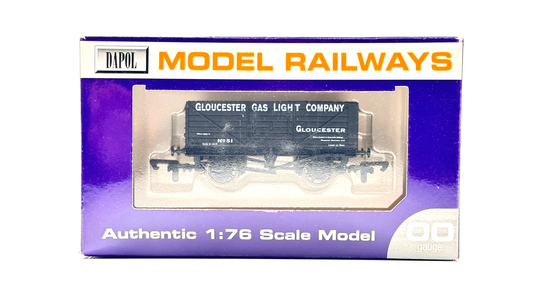 DAPOL
MODEL RAILWAYS
GLOUCESTER GAS LIGHT COMPANY
GLOUCESTER
No 51
Authentic 1:76 Scale Model
OO
gauge